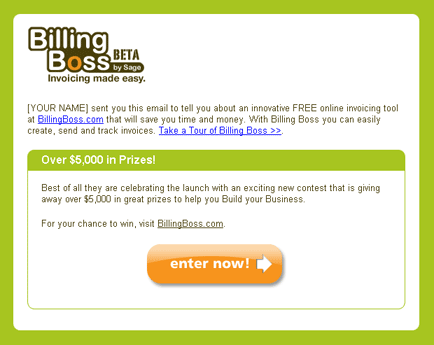 Billing
Boss BETA
by Sage
Invoicing made easy.
[YOUR NAME] sent you this email to tell you about an innovative FREE online invoicing tool
at BillingBoss.com that will save you time and money. With Billing Boss you can easily
create, send and track invoices. Take a Tour of Billing Boss >>.
Over $5,000 in Prizes!
Best of all they are celebrating the launch with an exciting new contest that is giving
away over $5,000 in great prizes to help you Build your Business.
For your chance to win, visit BillingBoss.com.
enter now!